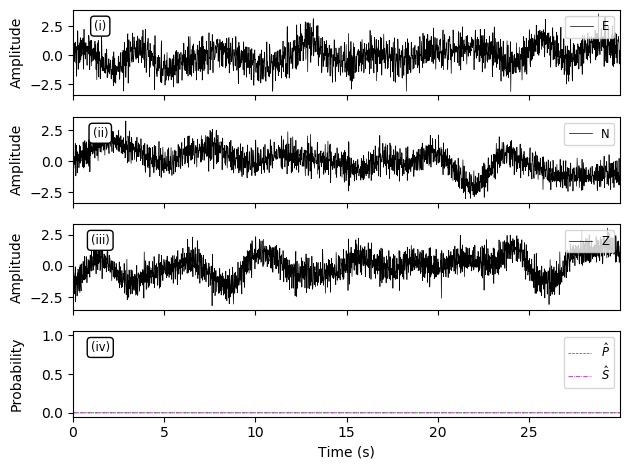 Amplitude
2.5
0.0
−2.5
(i)
E
Amplitude
2.5
0.0
−2.5
(ii)
N
Amplitude
2.5
0.0
−2.5
(iii)
Z
Probability
1.0
0.5
0.0
(iv)
P̂
Ŝ
0 5 10 15 20 25
Time (s)